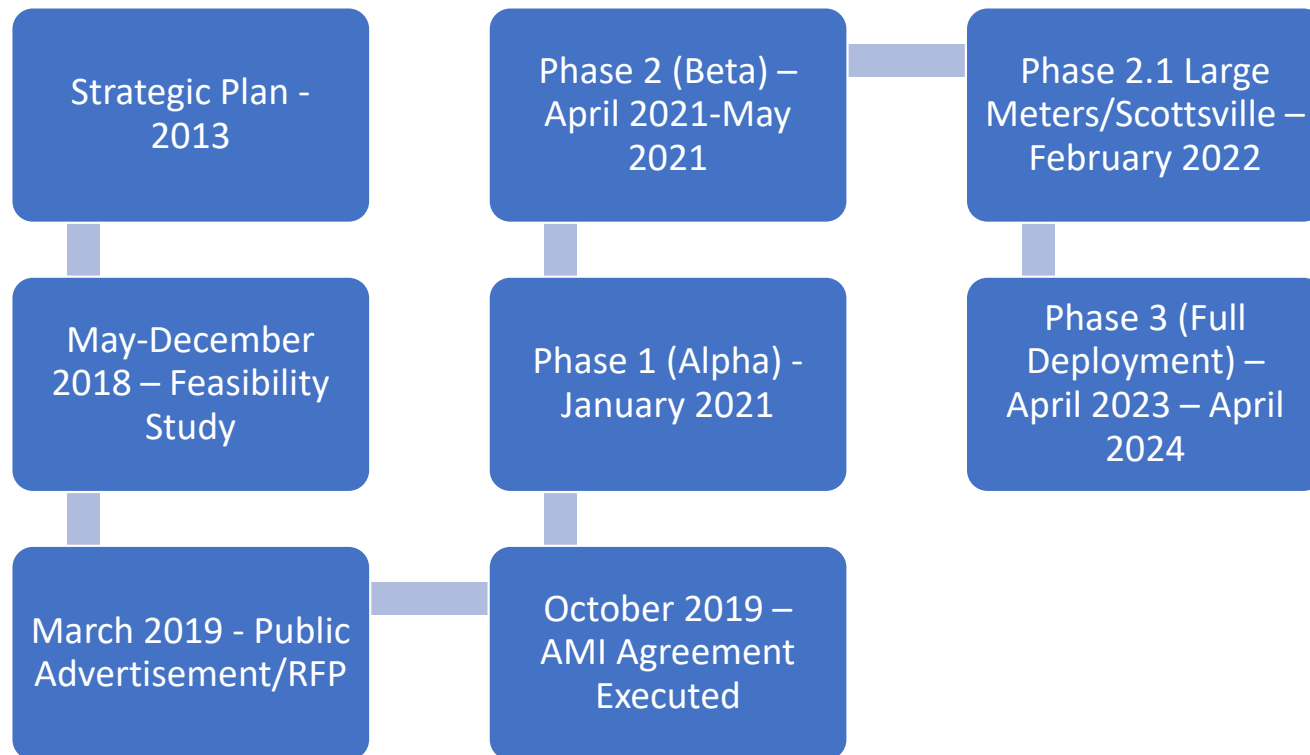 Strategic Plan -
2013
May-December
2018 – Feasibility
Study
March 2019 - Public
Advertisement/RFP
October 2019 –
AMI Agreement
Executed
Phase 1 (Alpha) -
January 2021
Phase 2 (Beta) –
April 2021-May
2021
Phase 2.1 Large
Meters/Scottsville –
February 2022
Phase 3 (Full
Deployment) –
April 2023 – April
2024